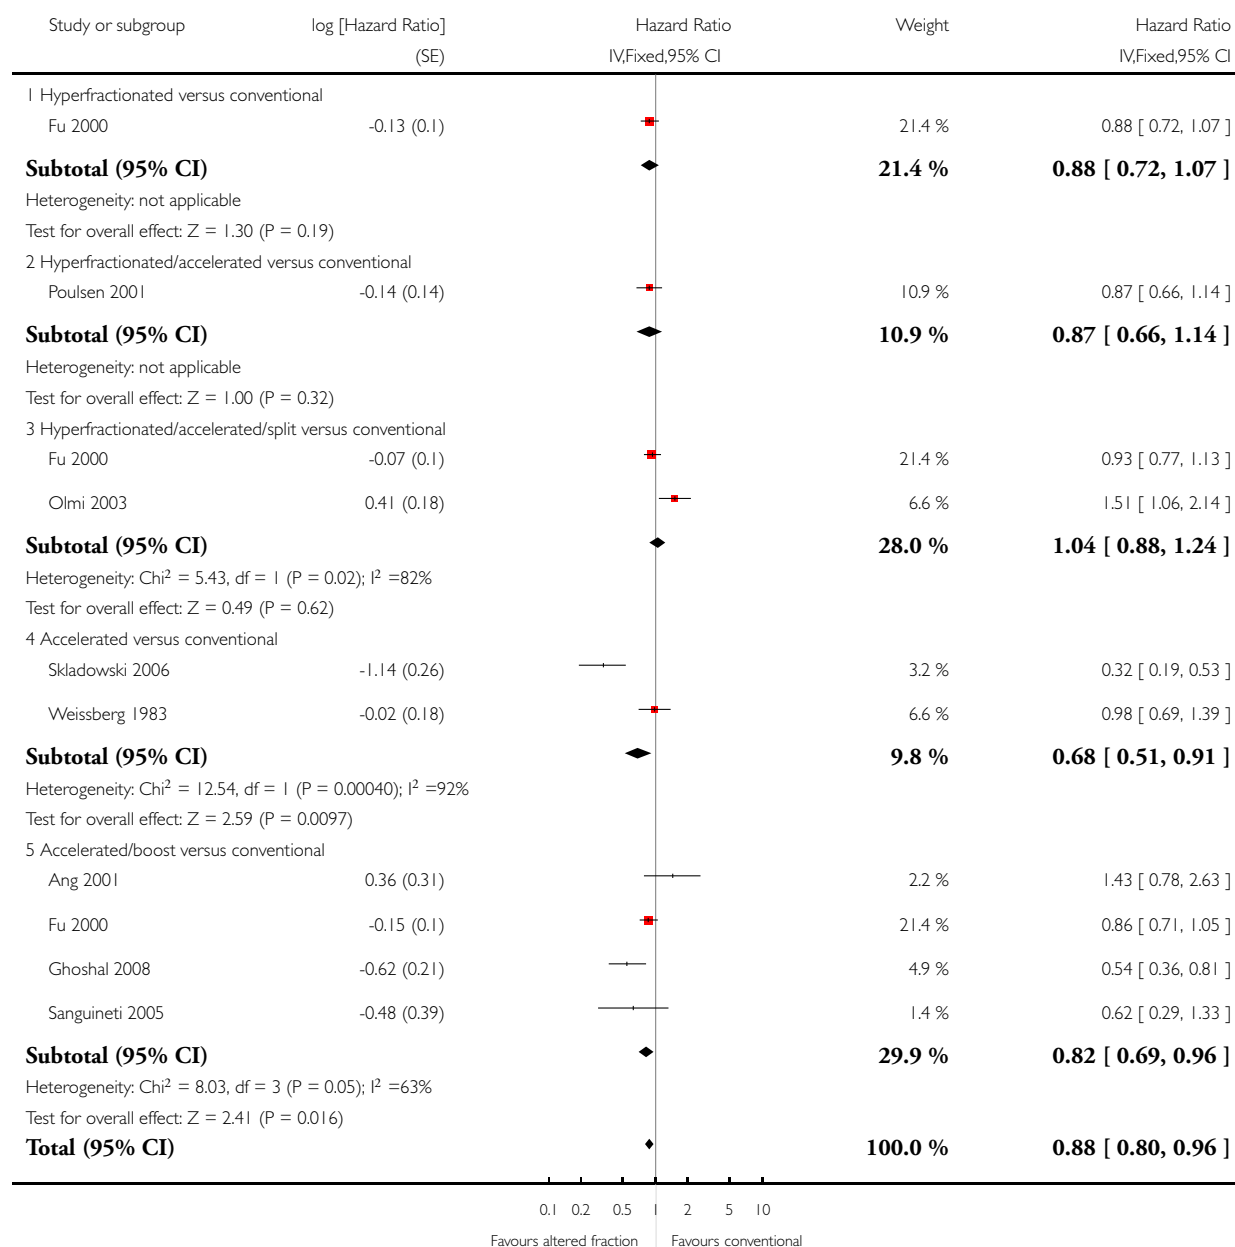 Study or subgroup log [Hazard Ratio] Hazard Ratio Weight Hazard Ratio
(SE) IV,Fixed,95% CI IV,Fixed,95% CI
1 Hyperfractionated versus conventional
Fu 2000 -0.13 (0.1) 21.4 % 0.88 [ 0.72, 1.07 ]
Subtotal (95% CI) 21.4 % 0.88 [ 0.72, 1.07 ]
Heterogeneity: not applicable
Test for overall effect: Z = 1.30 (P = 0.19)
2 Hyperfractionated/accelerated versus conventional
Poulsen 2001 -0.14 (0.14) 10.9 % 0.87 [ 0.66, 1.14 ]
Subtotal (95% CI) 10.9 % 0.87 [ 0.66, 1.14 ]
Heterogeneity: not applicable
Test for overall effect: Z = 1.00 (P = 0.32)
3 Hyperfractionated/accelerated/split versus conventional
Fu 2000 -0.07 (0.1) 21.4 % 0.93 [ 0.77, 1.13 ]
Olmi 2003 0.41 (0.18) 6.6 % 1.51 [ 1.06, 2.14 ]
Subtotal (95% CI) 28.0 % 1.04 [ 0.88, 1.24 ]
Heterogeneity: Chi² = 5.43, df = 1 (P = 0.02); I² =82%
Test for overall effect: Z = 0.49 (P = 0.62)
4 Accelerated versus conventional
Skladowski 2006 -1.14 (0.26) 3.2 % 0.32 [ 0.19, 0.53 ]
Weissberg 1983 -0.02 (0.18) 6.6 % 0.98 [ 0.69, 1.39 ]
Subtotal (95% CI) 9.8 % 0.68 [ 0.51, 0.91 ]
Heterogeneity: Chi² = 12.54, df = 1 (P = 0.00040); I² =92%
Test for overall effect: Z = 2.59 (P = 0.0097)
5 Accelerated/boost versus conventional
Ang 2001 0.36 (0.31) 2.2 % 1.43 [ 0.78, 2.63 ]
Fu 2000 -0.15 (0.1) 21.4 % 0.86 [ 0.71, 1.05 ]
Ghoshal 2008 -0.62 (0.21) 4.9 % 0.54 [ 0.36, 0.81 ]
Sanguineti 2005 -0.48 (0.39) 1.4 % 0.62 [ 0.29, 1.33 ]
Subtotal (95% CI) 29.9 % 0.82 [ 0.69, 0.96 ]
Heterogeneity: Chi² = 8.03, df = 3 (P = 0.05); I² =63%
Test for overall effect: Z = 2.41 (P = 0.016)
Total (95% CI) 100.0 % 0.88 [ 0.80, 0.96 ]
0.1 0.2 0.5 1 2 5 10
Favours altered fraction Favours conventional